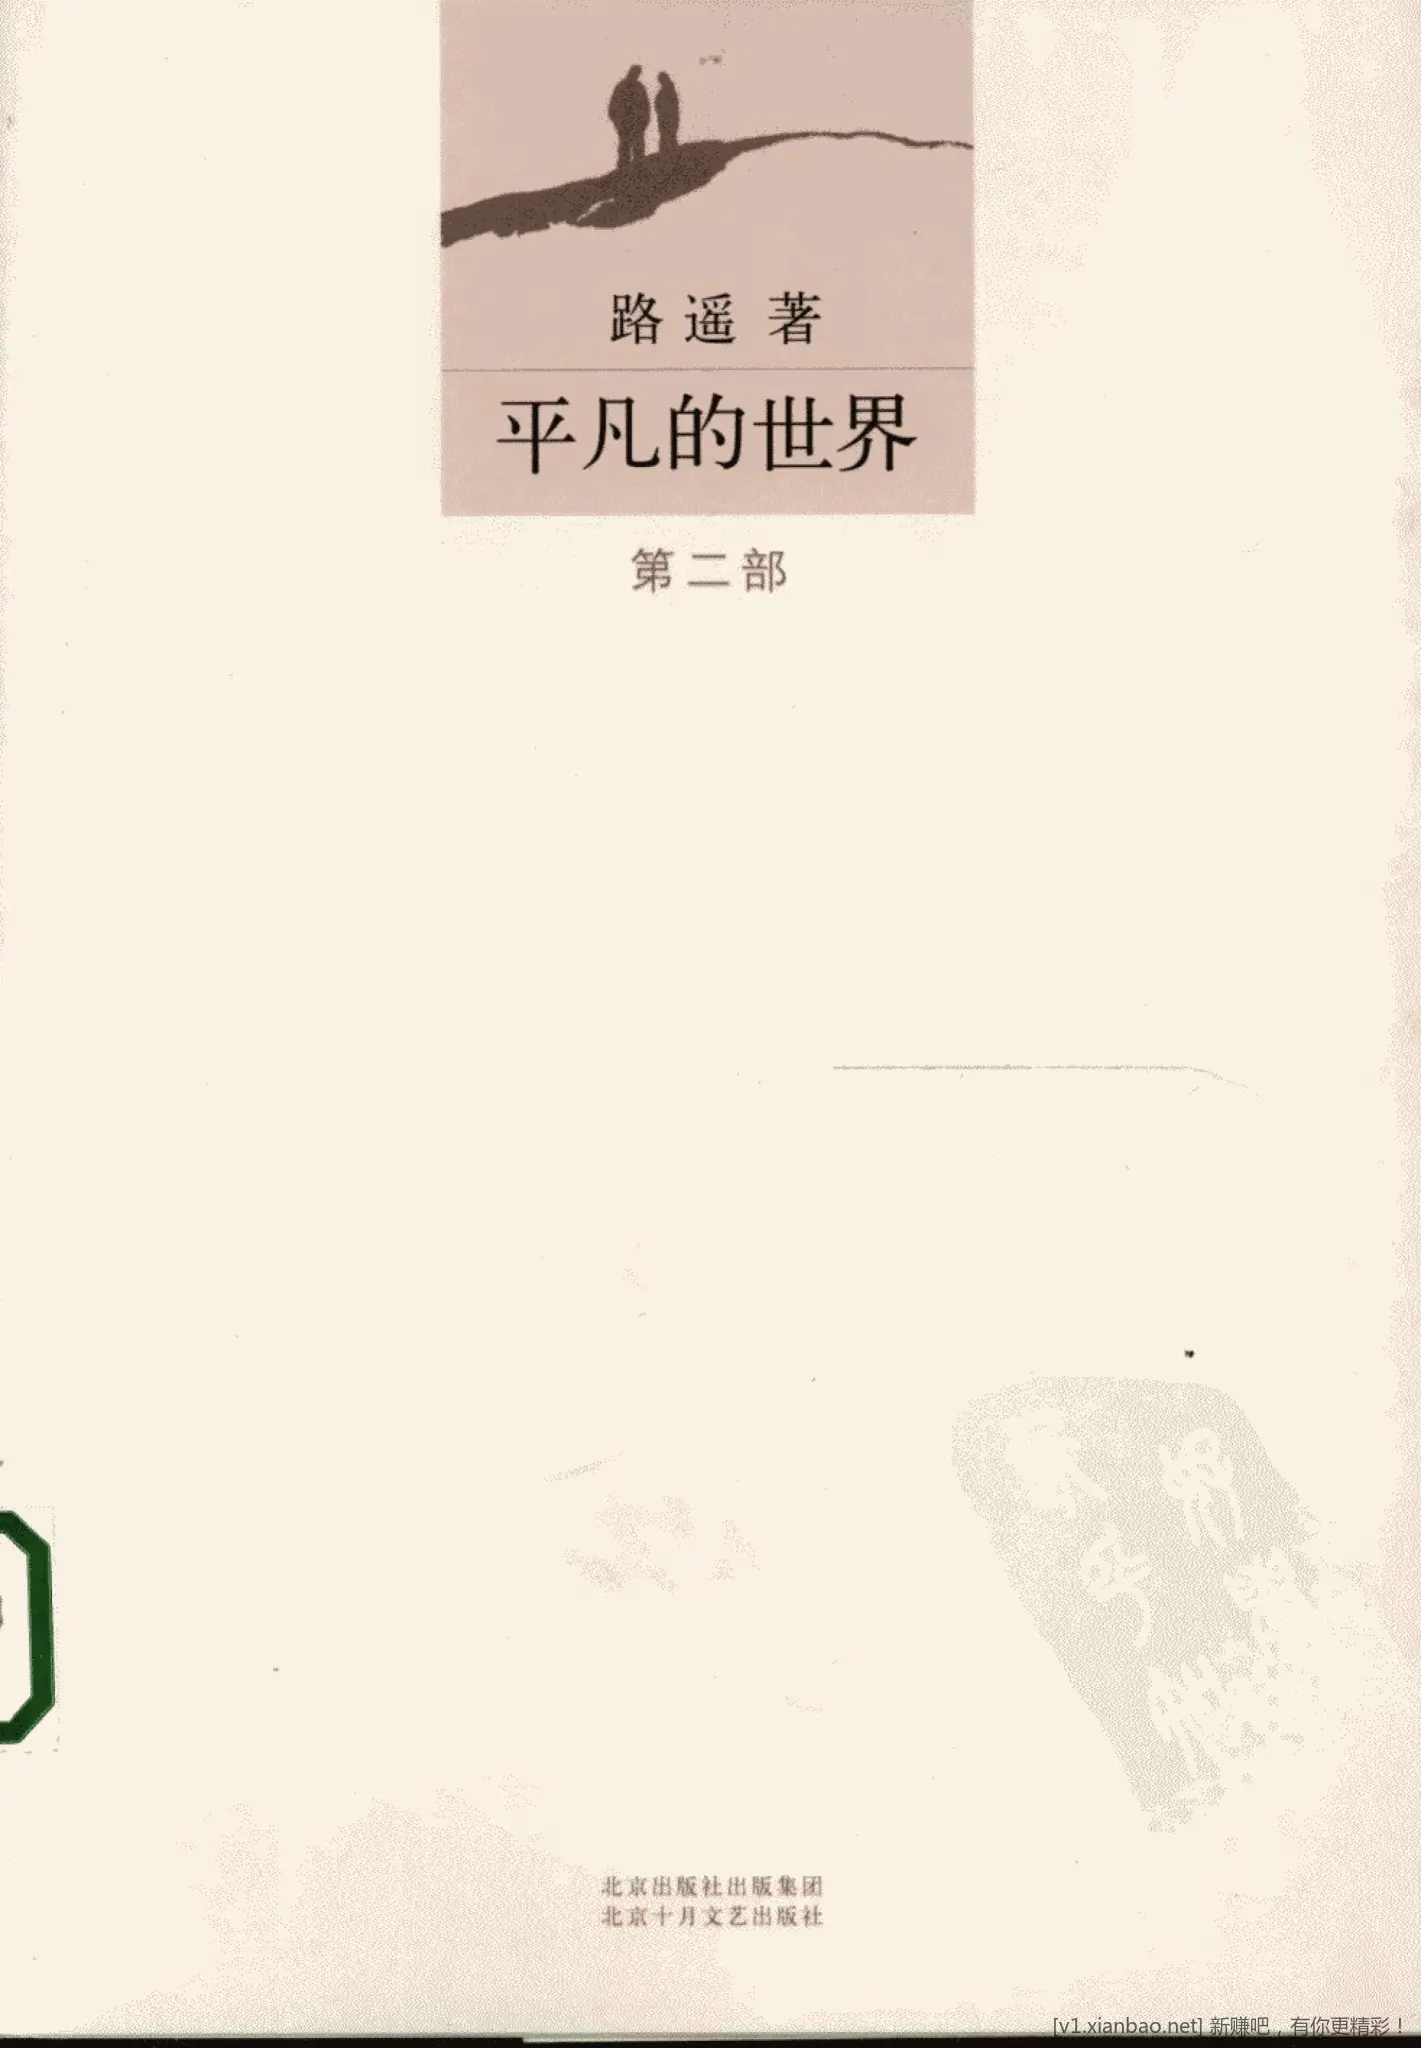 路遥 著
平凡的世界
第二部
北京出版社出版集团
北京十月文艺出版社
[v1.xianbao.net] 新赚吧，有你更精彩！